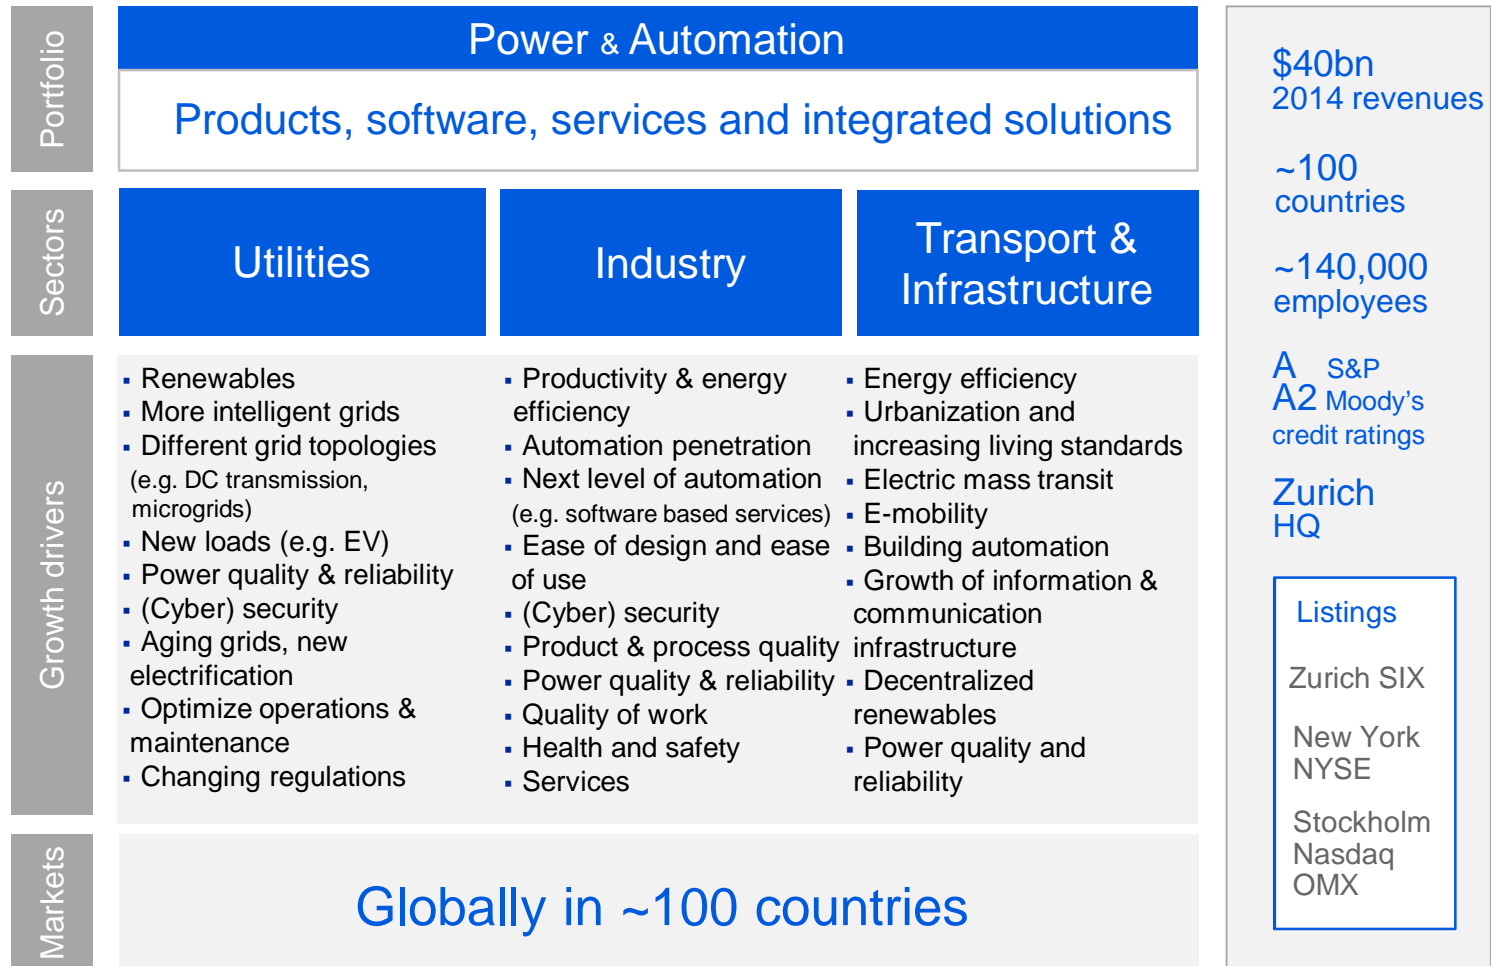 Portfolio
Power & Automation
Products, software, services and integrated solutions
Sectors
Utilities
Industry
Transport &
Infrastructure
Growth drivers
▪ Renewables
▪ More intelligent grids
▪ Different grid topologies
(e.g. DC transmission,
microgrids)
▪ New loads (e.g. EV)
▪ Power quality & reliability
▪ (Cyber) security
▪ Aging grids, new
electrification
▪ Optimize operations &
maintenance
▪ Changing regulations
▪ Productivity & energy
efficiency
▪ Automation penetration
▪ Next level of automation
(e.g. software based services)
▪ Ease of design and ease
of use
▪ (Cyber) security
▪ Product & process quality
▪ Power quality & reliability
▪ Quality of work
▪ Health and safety
▪ Services
▪ Energy efficiency
▪ Urbanization and
increasing living standards
▪ Electric mass transit
▪ E-mobility
▪ Building automation
▪ Growth of information &
communication
infrastructure
▪ Decentralized
renewables
▪ Power quality and
reliability
Markets
Globally in ~100 countries
$40bn
2014 revenues
~100
countries
~140,000
employees
A S&P
A2 Moody’s
credit ratings
Zurich
HQ
Listings
Zurich SIX
New York
NYSE
Stockholm
Nasdaq
OMX